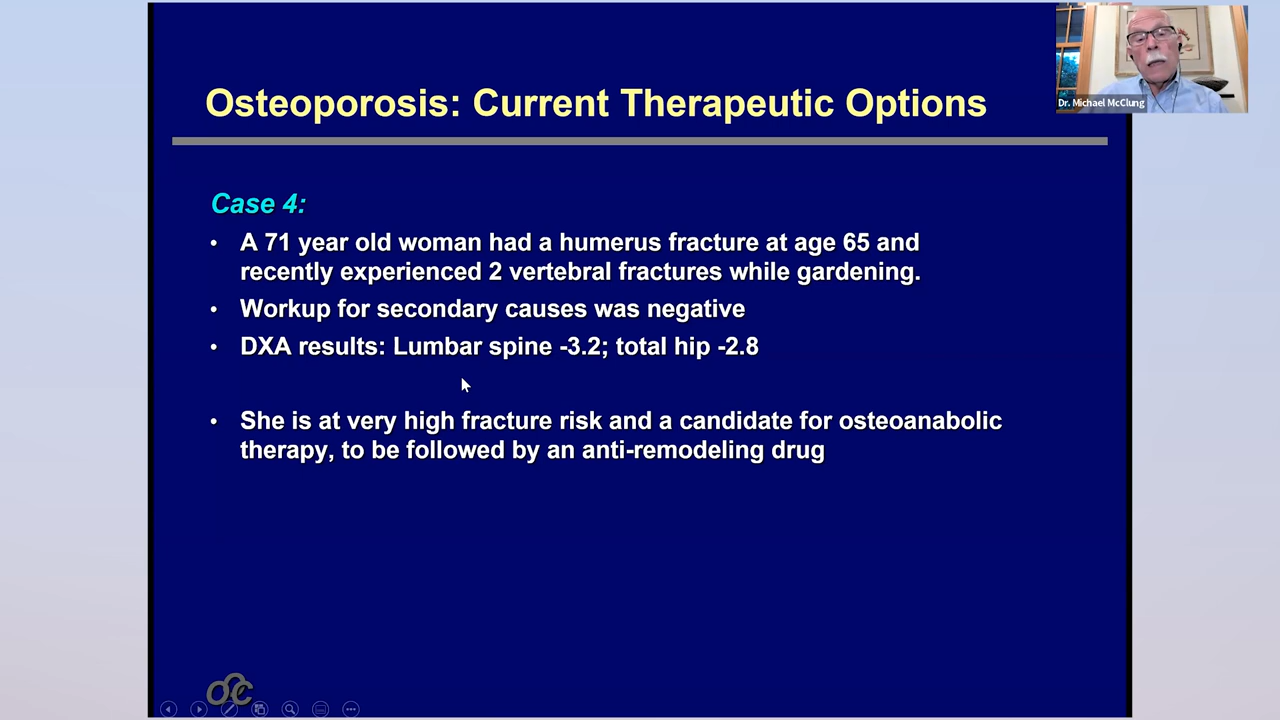 Osteoporosis: Current Therapeutic Options
Dr. Michael McClung
Case 4:
• A 71 year old woman had a humerus fracture at age 65 and
recently experienced 2 vertebral fractures while gardening.
• Workup for secondary causes was negative
• DXA results: Lumbar spine -3.2; total hip -2.8
• She is at very high fracture risk and a candidate for osteoanabolic
therapy, to be followed by an anti-remodeling drug
OC